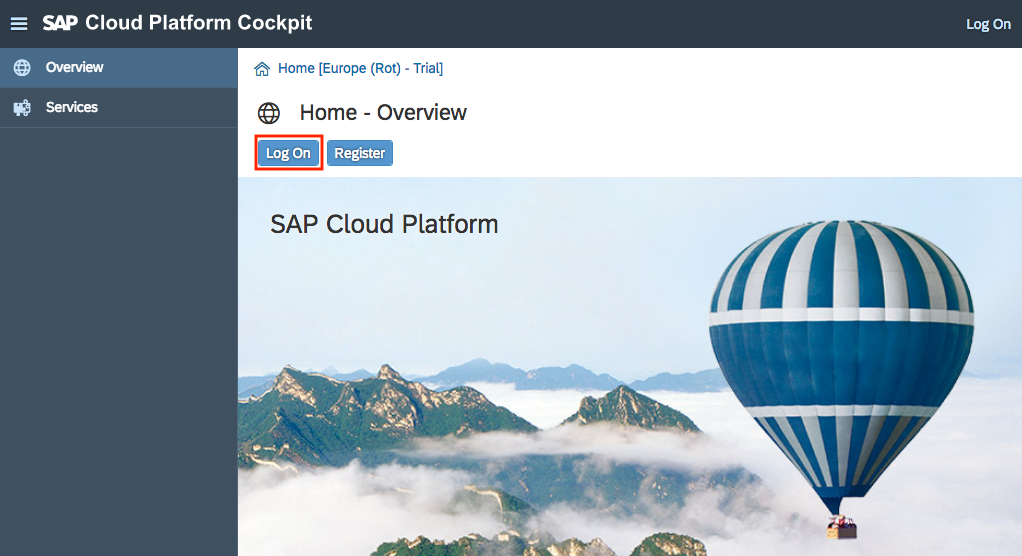 SAP Cloud Platform Cockpit
Log On
Overview
Services
Home [Europe (Rot) - Trial]
Home - Overview
Log On
Register
SAP Cloud Platform